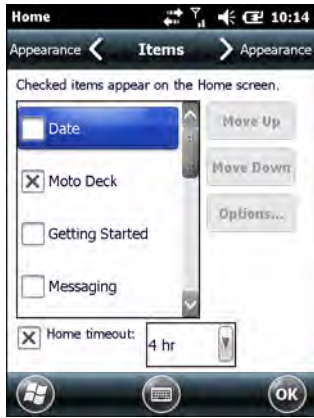 Home 10:14
Appearance Items Appearance
Checked items appear on the Home screen.
Date
Move Up
Moto Deck
Move Down
Getting Started
Options...
Messaging
Home timeout: 4 hr
OK